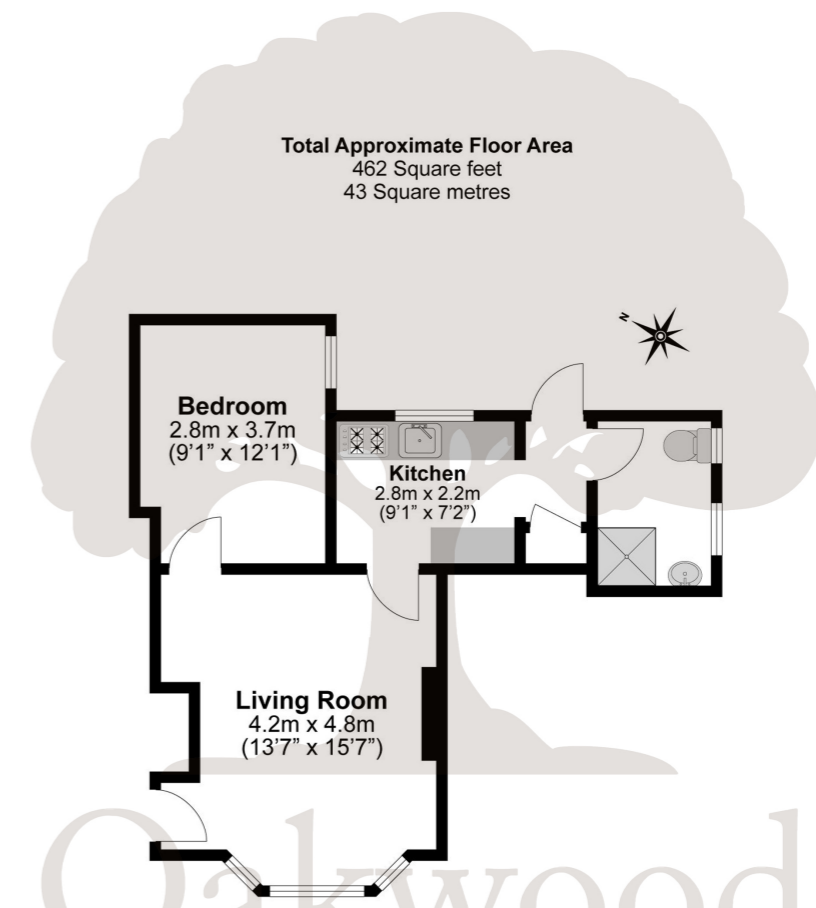 Total Approximate Floor Area
462 Square feet
43 Square metres
N
Bedroom
2.8m x 3.7m
(9'1” x 12'1”)
Kitchen
2.8m x 2.2m
(9'1” x 7'2”)
Living Room
4.2m x 4.8m
(13'7” x 15'7”)
Oakwood